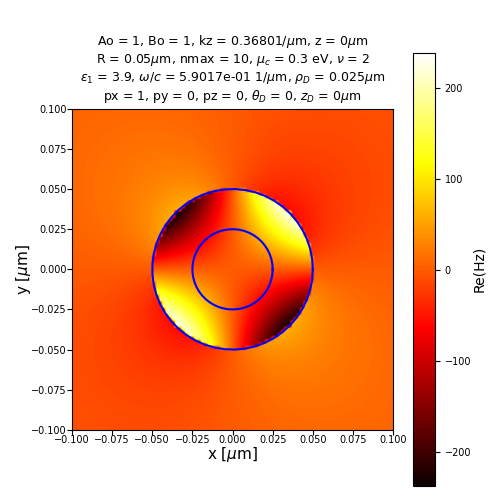 Ao = 1, Bo = 1, kz = 0.36801/μm, z = 0μm
R = 0.05μm, nmax = 10, μc = 0.3 eV, ν = 2
ε1 = 3.9, ω/c = 5.9017e-01 1/μm, ρD = 0.025μm
px = 1, py = 0, pz = 0, θD = 0, zD = 0μm
0.100
0.075
0.050
0.025
0.000
−0.025
−0.050
−0.075
−0.100
y [μm]
−0.100 −0.075 −0.050 −0.025 0.000 0.025 0.050 0.075 0.100
x [μm]
200
100
0
−100
−200
Re(Hz)